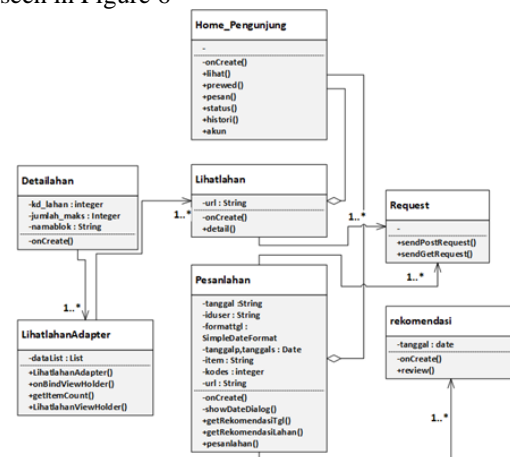 seen in Figure 6
Home_Pengunjung
-
-onCreate()
+lihat()
+prewed()
+pesan()
+status()
+histori()
+akun
Detailahan
-kd_lahan : integer
-jumlah_maks : Integer
-namablok : String
-onCreate()
Lihatlahan
-url : String
-onCreate()
+detail()
1..*
1..*
Request
-
+sendPostRequest()
+sendGetRequest()
1..*
Pesanlahan
-tanggal :String
-iduser : String
-formattgl :
SimpleDateFormat
-tanggalp,tanggals : Date
-item : String
-kodes : integer
-url : String
-onCreate()
-showDateDialog()
+getRekomendasiTgl()
+getRekomendasiLahan()
+pesanlahan()
1..*
LihatlahanAdapter
-dataList : List
+LihatlahanAdapter()
+onBindViewHolder()
+getItemCount()
+LihatlahanViewHolder()
rekomendasi
-tanggal : date
-onCreate()
+review()
1..*